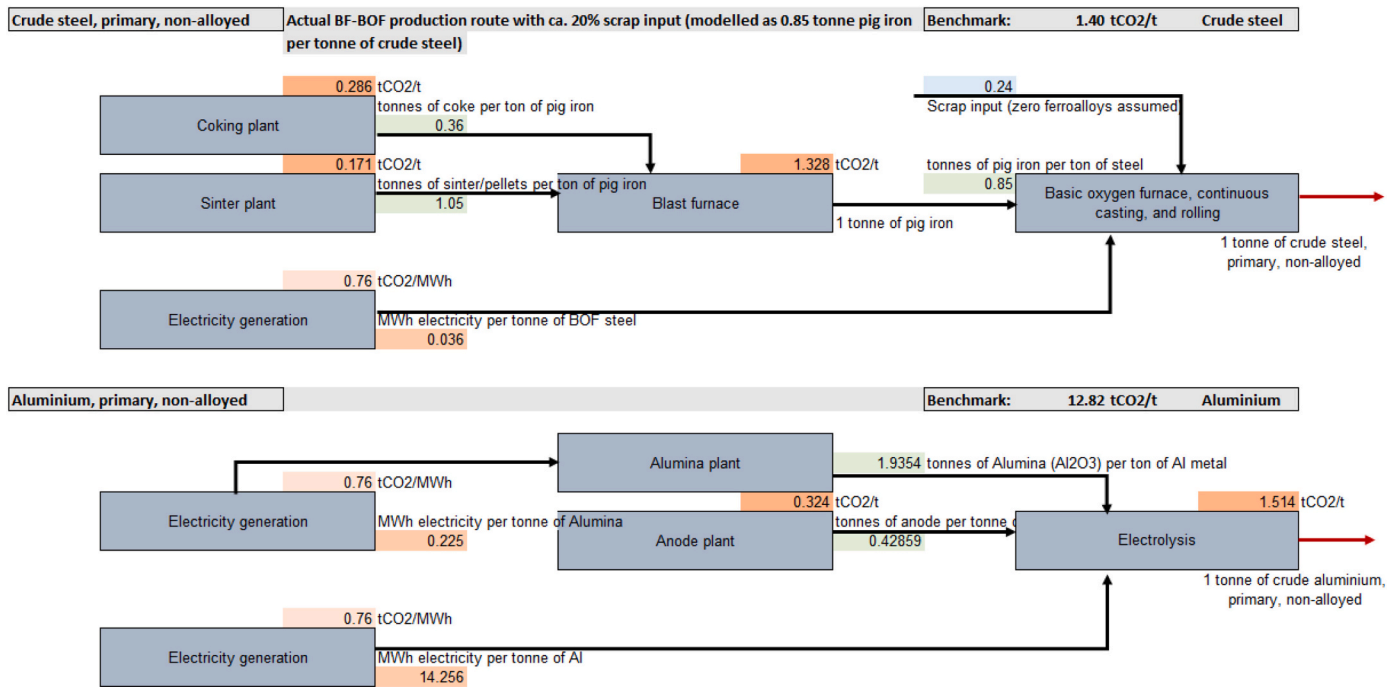 Crude steel, primary, non-alloyed
Actual BF-BOF production route with ca. 20% scrap input (modelled as 0.85 tonne pig iron
per tonne of crude steel)
Benchmark: 1.40 tCO2/t Crude steel
0.286 tCO2/t
tonnes of coke per ton of pig iron
Coking plant
0.36
0.24
Scrap input (zero ferroalloys assumed)
0.171 tCO2/t
tonnes of sinter/pellets per ton of pig iron
Sinter plant
1.05
1.328 tCO2/t
Blast furnace
1 tonne of pig iron
tonnes of pig iron per ton of steel
0.85
Basic oxygen furnace, continuous
casting, and rolling
1 tonne of crude steel,
primary, non-alloyed
0.76 tCO2/MWh
Electricity generation
MWh electricity per tonne of BOF steel
0.036
Aluminium, primary, non-alloyed
Benchmark: 12.82 tCO2/t Aluminium
Alumina plant
1.9354 tonnes of Alumina (Al2O3) per ton of Al metal
0.76 tCO2/MWh
Electricity generation
MWh electricity per tonne of Alumina
0.225
0.324 tCO2/t
tonnes of anode per tonne
Anode plant
0.42859
1.514 tCO2/t
Electrolysis
1 tonne of crude aluminium,
primary, non-alloyed
0.76 tCO2/MWh
Electricity generation
MWh electricity per tonne of Al
14.256